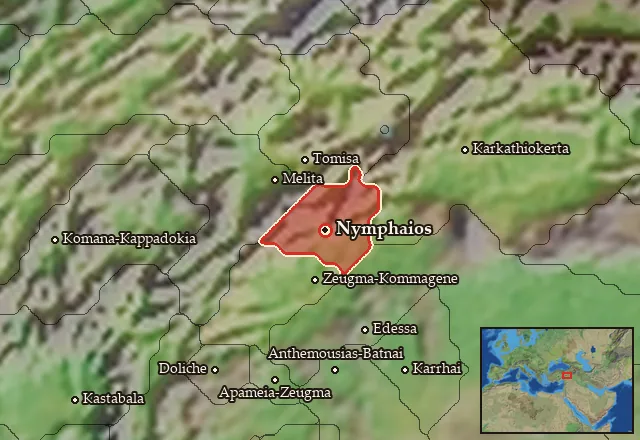 Karkathiokerta
Tomisa
Melita
Nymphaios
Komana-Kappadokia
Zeugma-Kommagene
Edessa
Anthemousias-Batnai
Doliche
Karrhai
Apameia-Zeugma
Kastabala